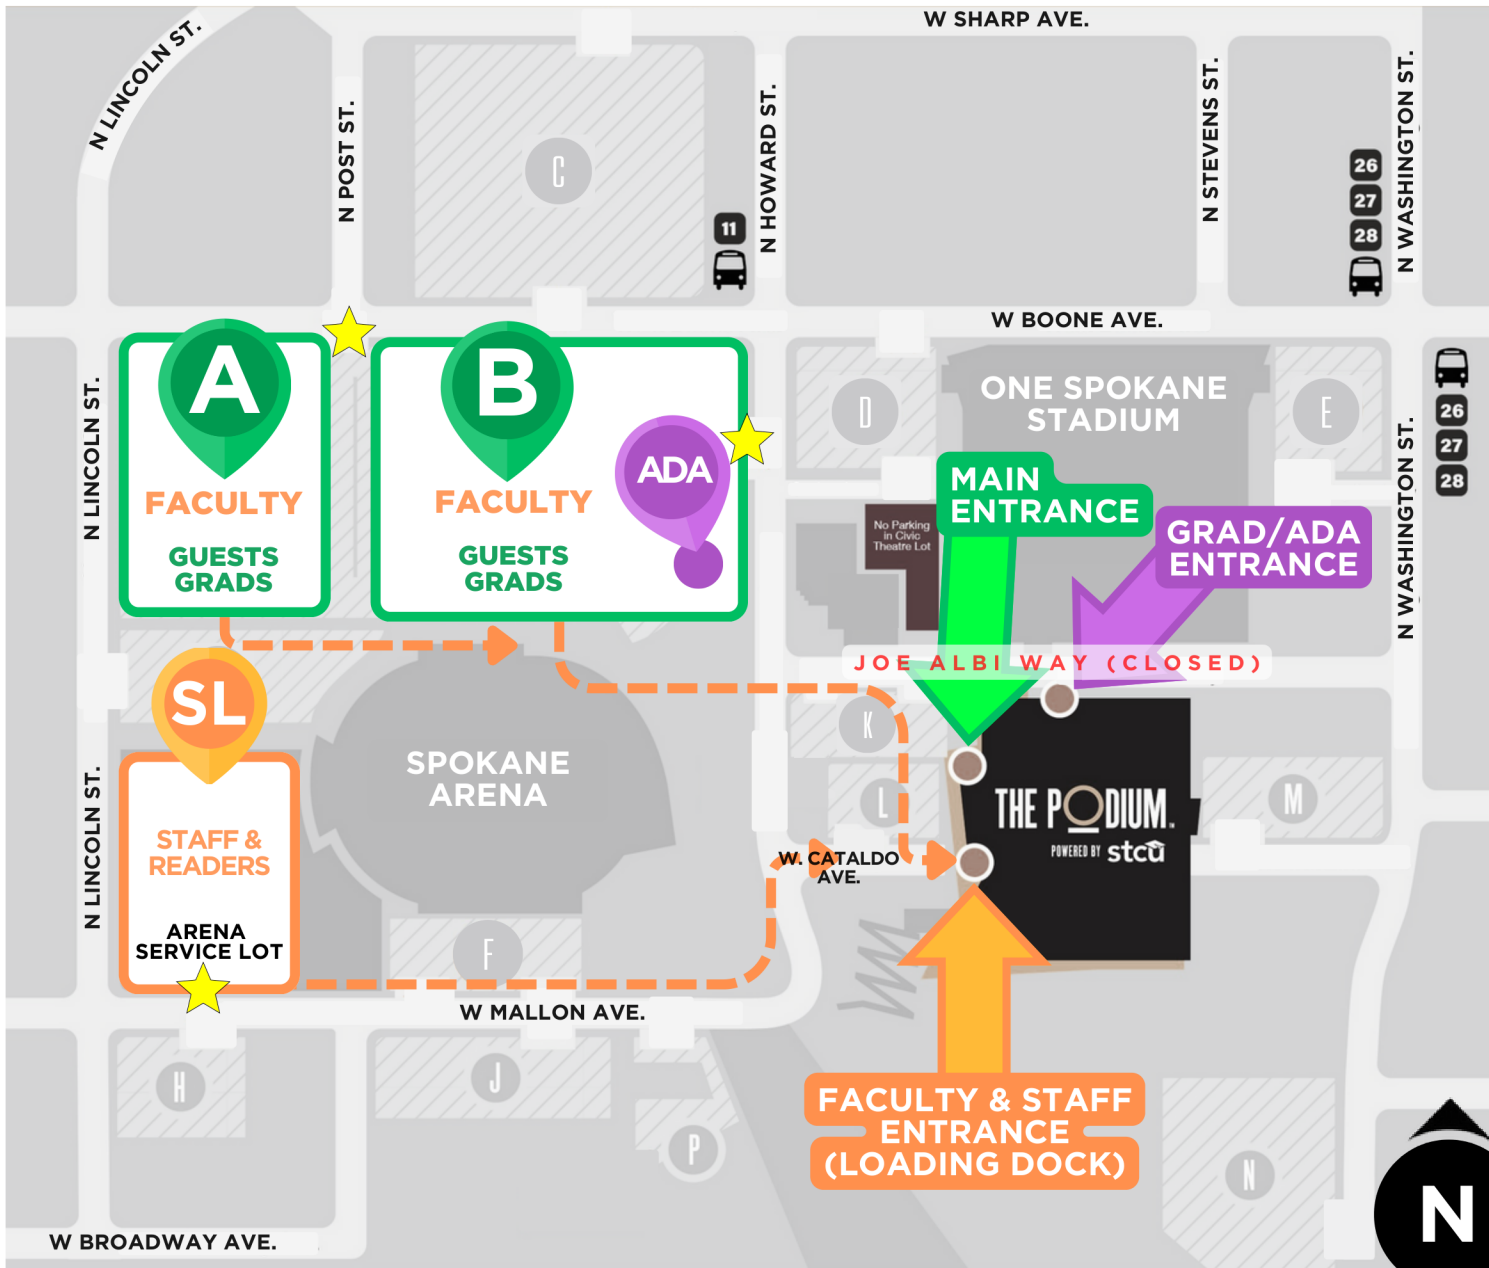 W SHARP AVE.
N LINCOLN ST.
N POST ST.
C
N HOWARD ST.
11
N STEVENS ST.
N WASHINGTON ST.
26
27
28
W BOONE AVE.
A
FACULTY
GUESTS
GRADS
B
FACULTY
GUESTS
GRADS
ADA
N LINCOLN ST.
D
ONE SPOKANE
STADIUM
E
26
27
28
N WASHINGTON ST.
MAIN
ENTRANCE
No Parking
in Civic
Theatre Lot
GRAD/ADA
ENTRANCE
JOE ALBI WAY (CLOSED)
SL
STAFF &
READERS
ARENA
SERVICE LOT
N LINCOLN ST.
SPOKANE
ARENA
K
L
W. CATALDO
AVE.
THE PODIUM™
POWERED BY stcu
M
F
W MALLON AVE.
H
J
P
FACULTY & STAFF
ENTRANCE
(LOADING DOCK)
N
N
W BROADWAY AVE.